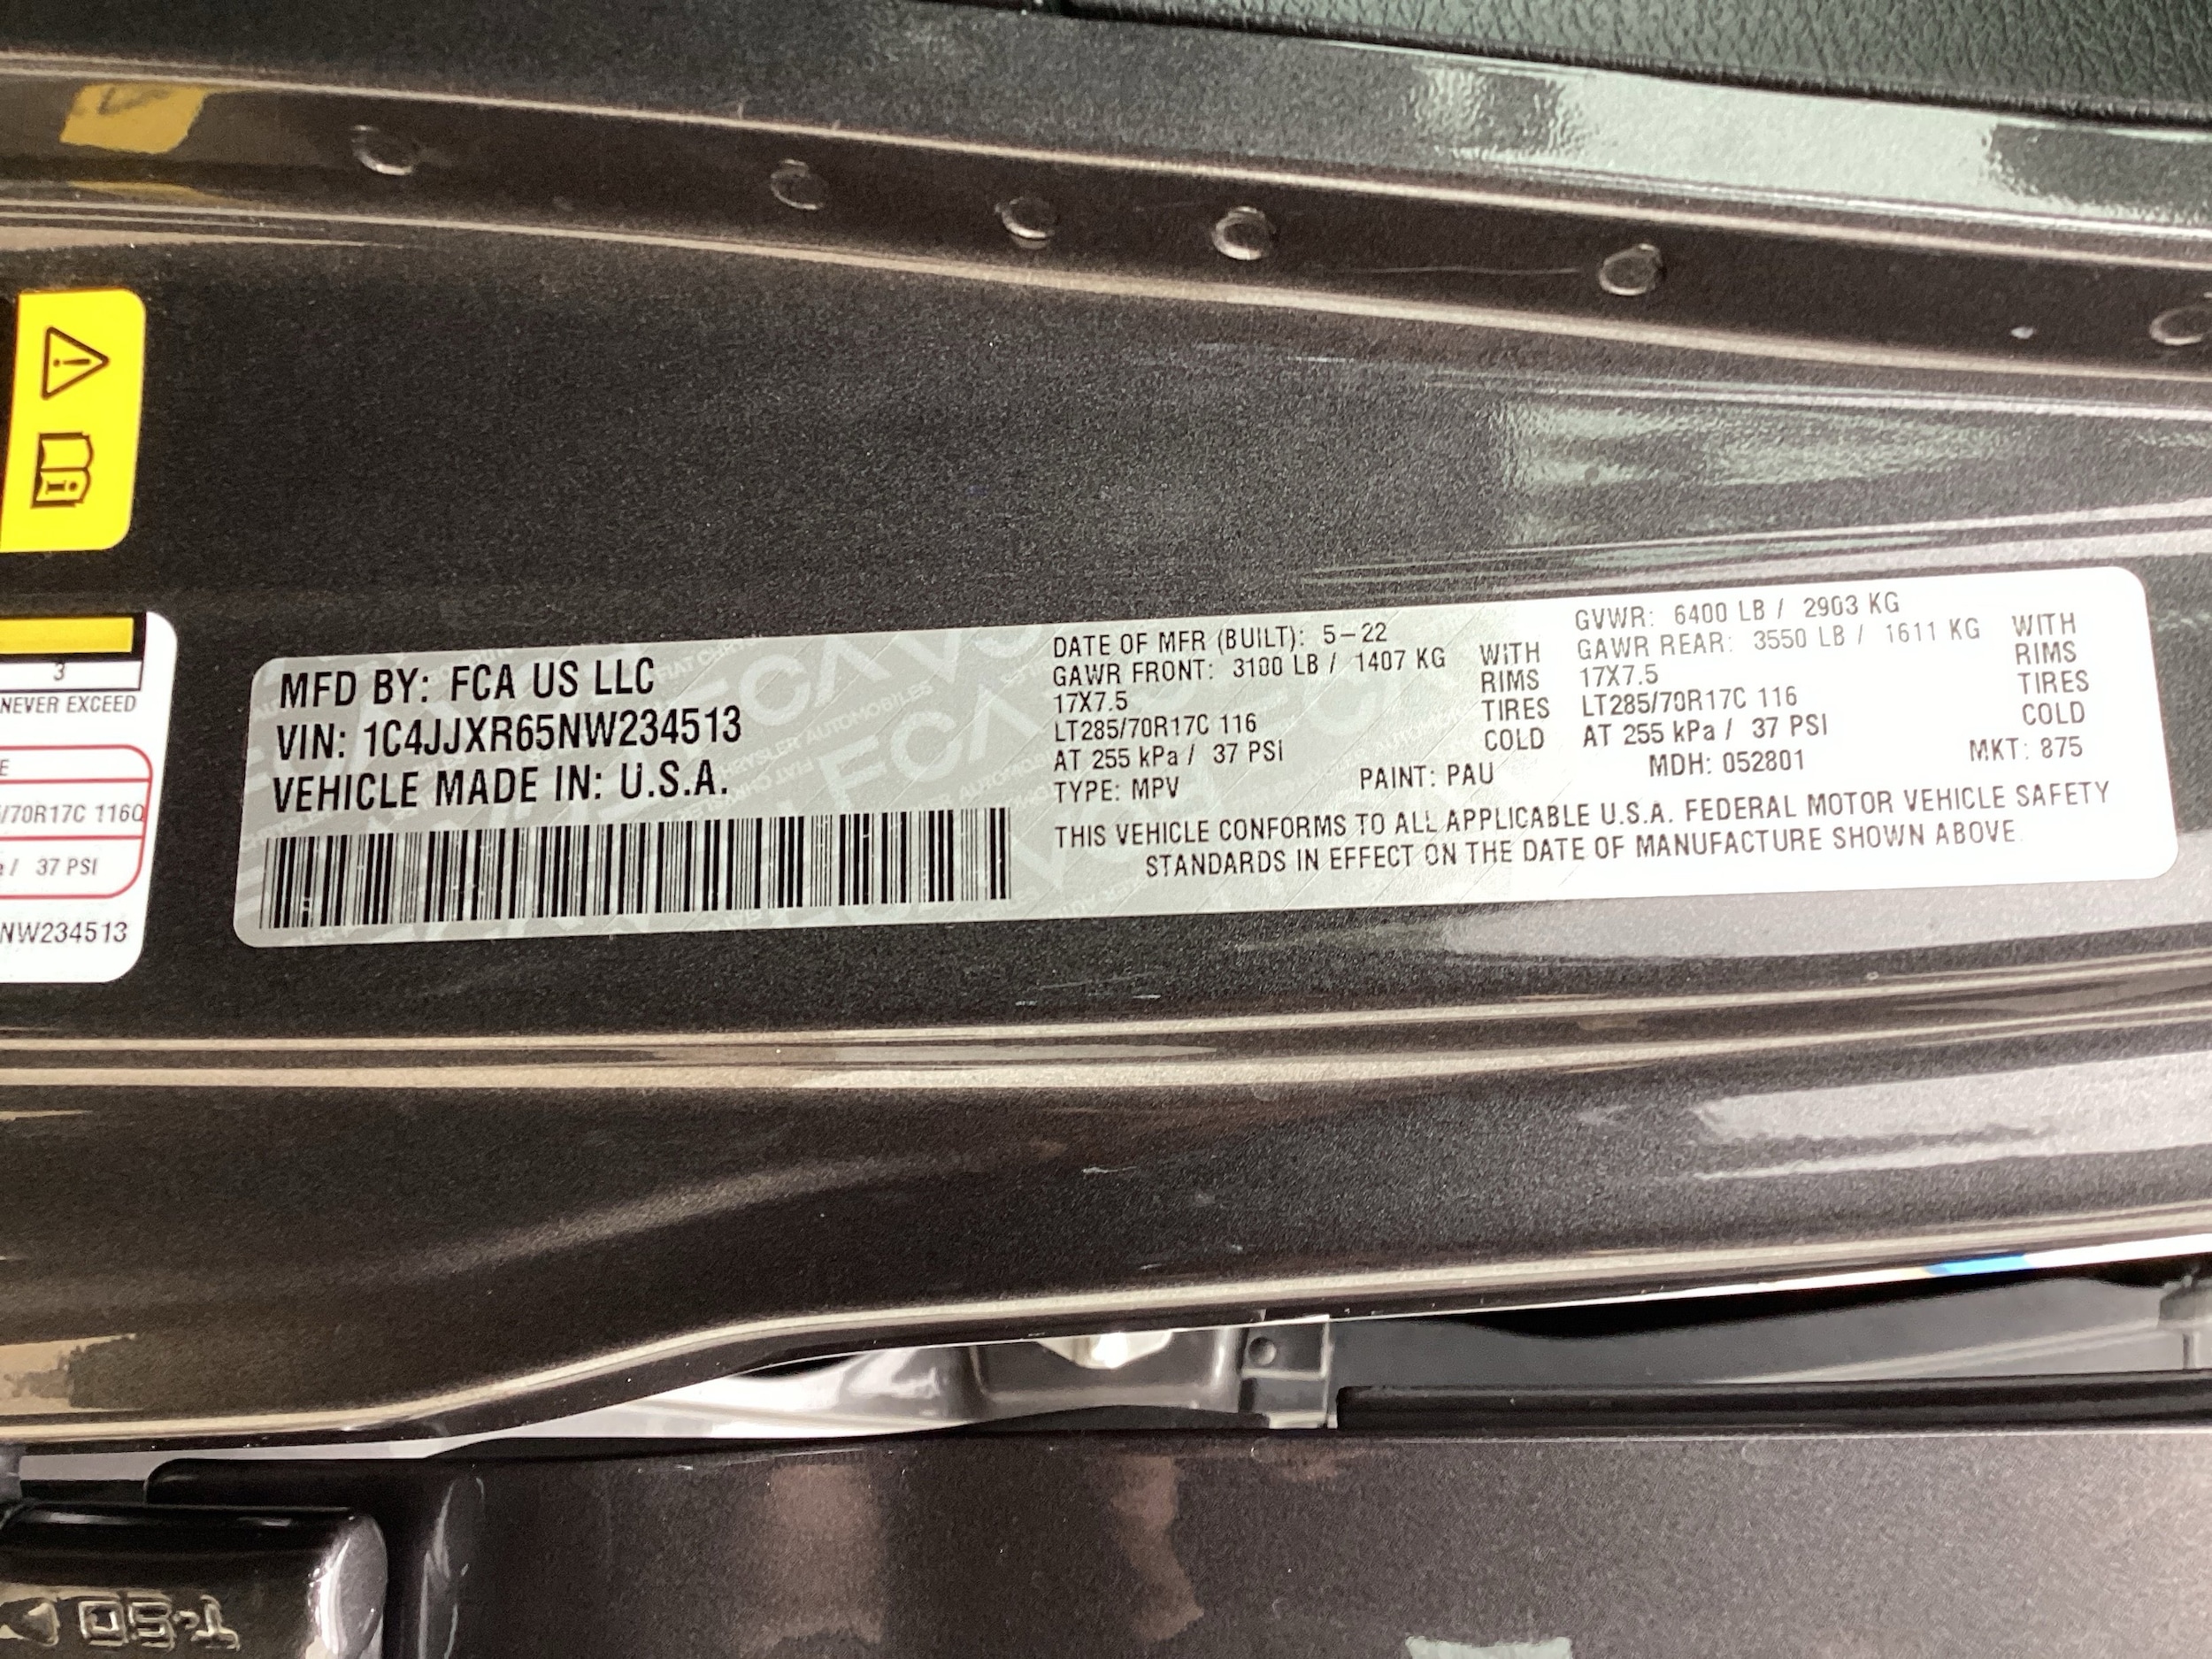 3
NEVER EXCEED
E
/70R17C 116Q
/ 37 PSI
NW234513
MFD BY: FCA US LLC
VIN: 1C4JJXR65NW234513
VEHICLE MADE IN: U.S.A.
DATE OF MFR (BUILT): 5-22 GVWR: 6400 LB / 2903 KG
GAWR FRONT: 3100 LB / 1407 KG WITH GAWR REAR: 3550 LB / 1611 KG WITH
17X7.5 RIMS 17X7.5 RIMS
LT285/70R17C 116 TIRES LT285/70R17C 116 TIRES
AT 255 kPa / 37 PSI COLD AT 255 kPa / 37 PSI COLD
TYPE: MPV PAINT: PAU MDH: 052801 MKT: 875
THIS VEHICLE CONFORMS TO ALL APPLICABLE U.S.A. FEDERAL MOTOR VEHICLE SAFETY
STANDARDS IN EFFECT ON THE DATE OF MANUFACTURE SHOWN ABOVE.
T-50